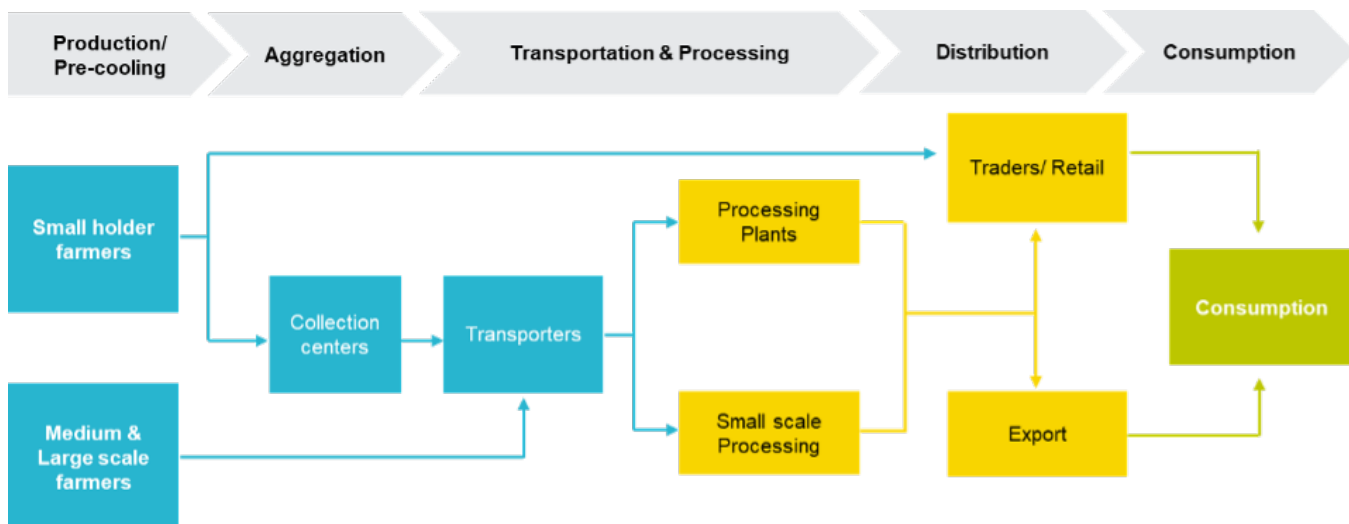 Production/
Pre-cooling
Aggregation
Transportation & Processing
Distribution
Consumption
Small holder
farmers
Medium &
Large scale
farmers
Collection
centers
Transporters
Processing
Plants
Small scale
Processing
Traders/ Retail
Export
Consumption